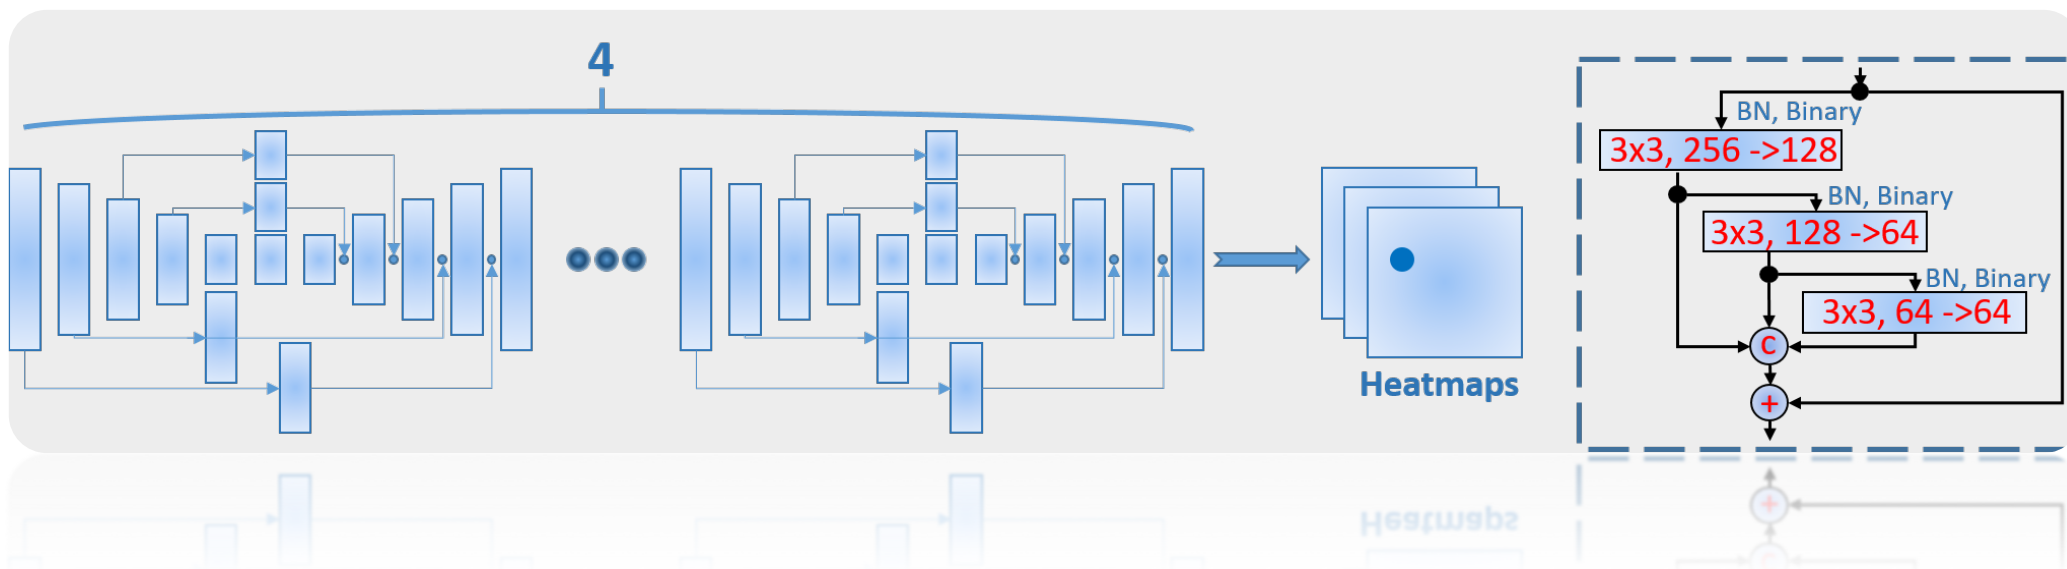 4
Heatmaps
BN, Binary
3x3, 256 ->128
BN, Binary
3x3, 128 ->64
BN, Binary
3x3, 64 ->64
C
+